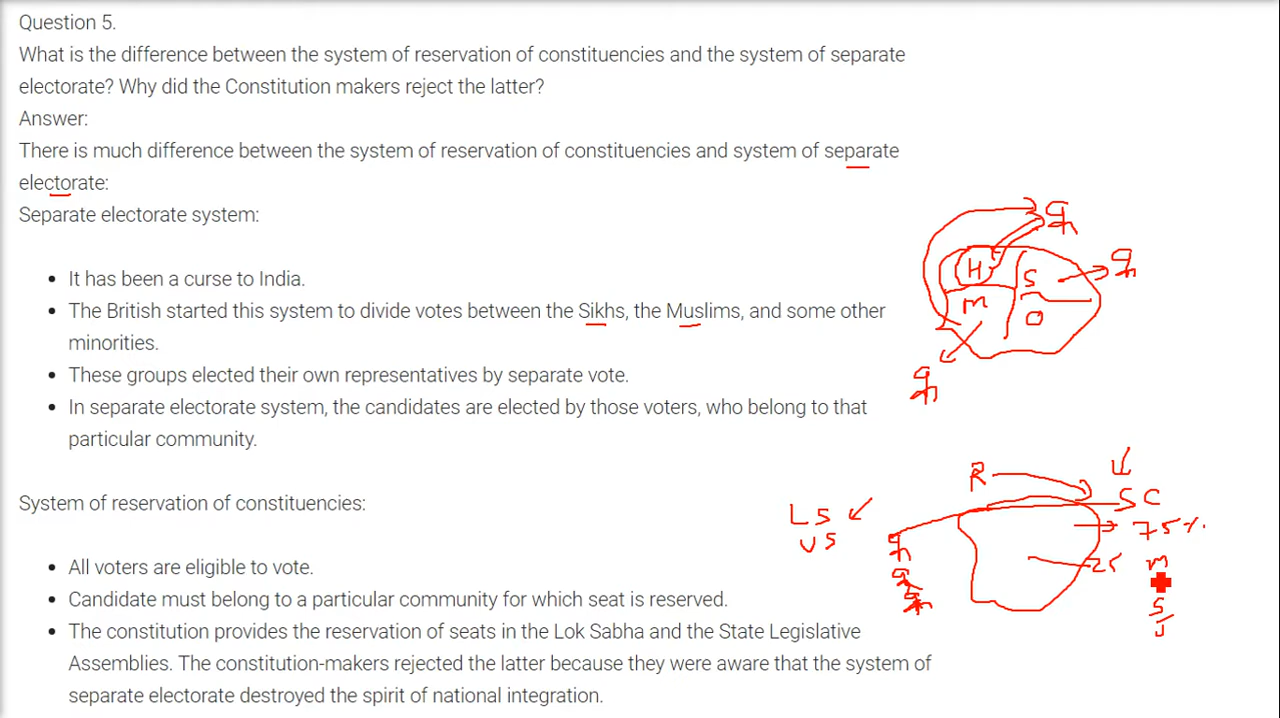 Question 5.
What is the difference between the system of reservation of constituencies and the system of separate
electorate? Why did the Constitution makers reject the latter?
Answer:
There is much difference between the system of reservation of constituencies and system of separate
electorate:
Separate electorate system:
• It has been a curse to India.
• The British started this system to divide votes between the Sikhs, the Muslims, and some other
minorities.
• These groups elected their own representatives by separate vote.
• In separate electorate system, the candidates are elected by those voters, who belong to that
particular community.
H
S
M
O
System of reservation of constituencies:
• All voters are eligible to vote.
• Candidate must belong to a particular community for which seat is reserved.
• The constitution provides the reservation of seats in the Lok Sabha and the State Legislative
Assemblies. The constitution-makers rejected the latter because they were aware that the system of
separate electorate destroyed the spirit of national integration.
R
SC
LS
VS
75%
25
m
S